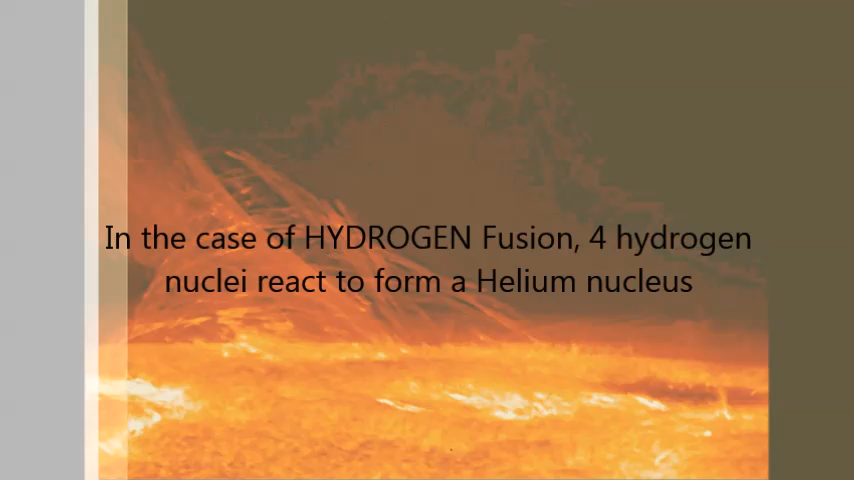 In the case of HYDROGEN Fusion, 4 hydrogen
nuclei react to form a Helium nucleus